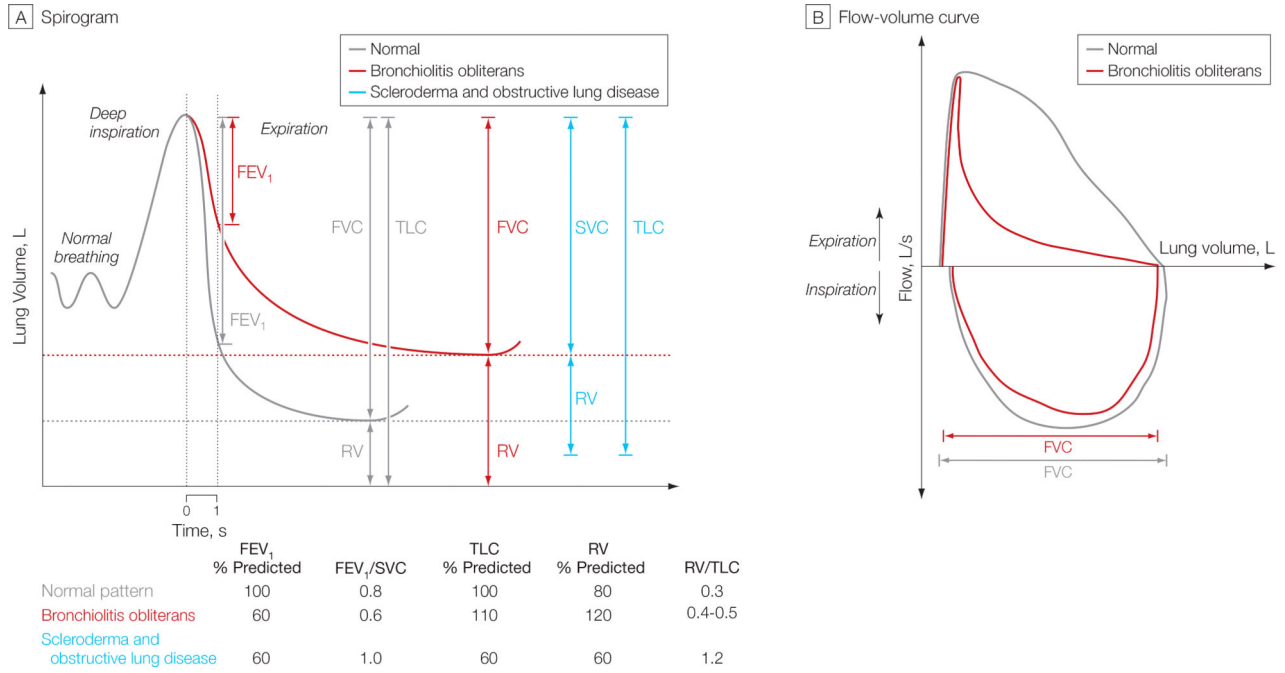 A Spirogram
Normal
Bronchiolitis obliterans
Scleroderma and obstructive lung disease
Deep
inspiration
Expiration
FEV1
FVC
TLC
FVC
SVC
TLC
Normal
breathing
FEV1
RV
RV
RV
Lung Volume, L
0 1
Time, s
FEV1
% Predicted
FEV1/SVC
TLC
% Predicted
RV
% Predicted
RV/TLC
Normal pattern 100 0.8 100 80 0.3
Bronchiolitis obliterans 60 0.6 110 120 0.4-0.5
Scleroderma and
obstructive lung disease 60 1.0 60 60 1.2
B Flow-volume curve
Normal
Bronchiolitis obliterans
Expiration
Lung volume, L
Inspiration
Flow, L/s
FVC
FVC